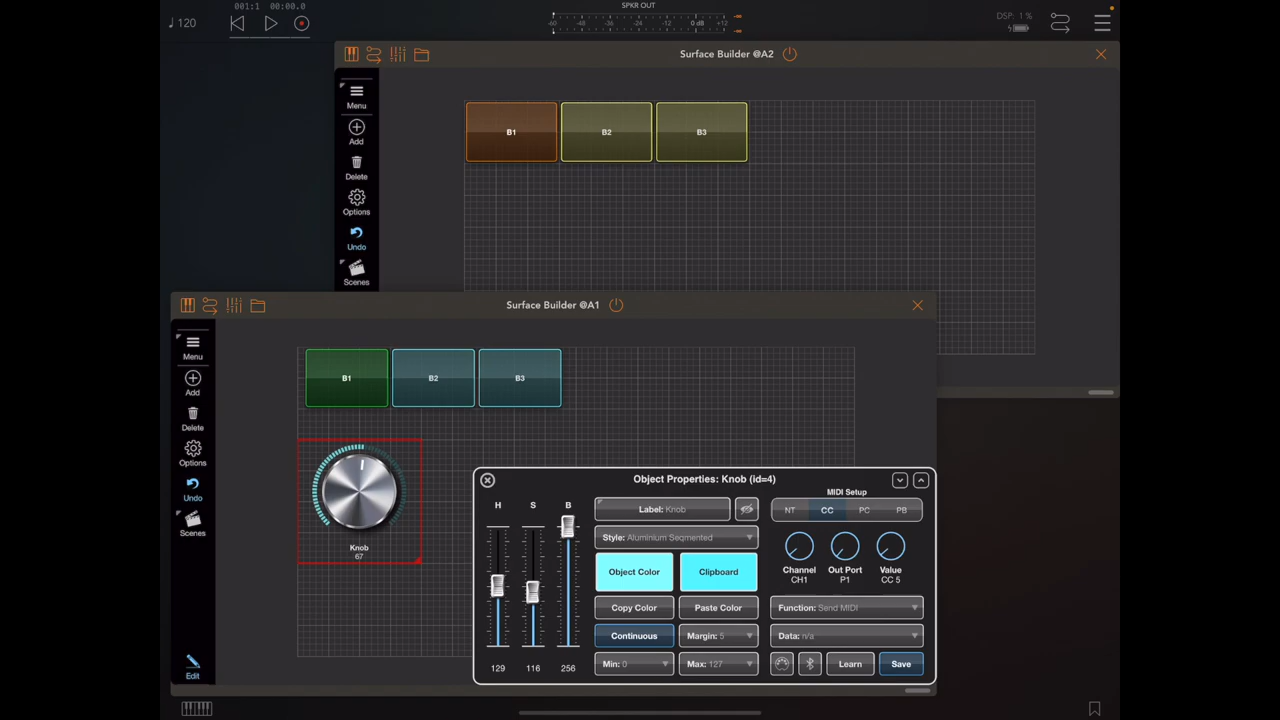 ♩ 120
001:1 00:00.0
SPKR OUT
-60 -48 -36 -24 -12 0 dB +12
-∞
-∞
DSP: 1 %
Surface Builder @A2
Menu
Add
Delete
Options
Undo
Scenes
B1
B2
B3
Surface Builder @A1
Menu
Add
Delete
Options
Undo
Scenes
Edit
B1
B2
B3
Knob
67
Object Properties: Knob (id=4)
H S B
129 116 256
Label: Knob
Style: Aluminium Segmented
Object Color Clipboard
Copy Color Paste Color
Continuous Margin: 5
Min: 0 Max: 127
MIDI Setup
NT CC PC PB
Channel Out Port Value
CH1 P1 CC 5
Function: Send MIDI
Data: n/a
Learn Save